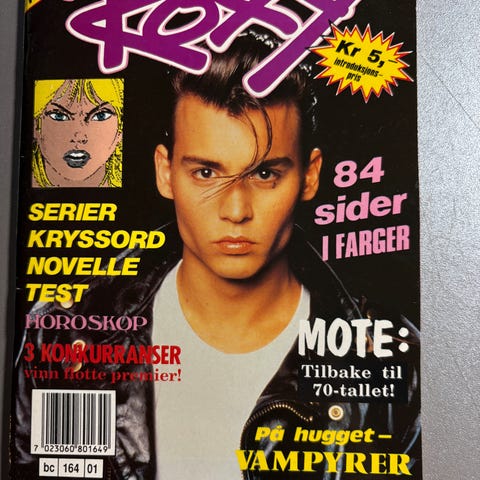 ROXY
Kr 5,
introduksjons-
pris
84
sider
I FARGER
SERIER
KRYSSORD
NOVELLE
TEST
HOROSKOP
3 KONKURRANSER
vinn flotte premier!
MOTE:
Tilbake til
70-tallet!
På hugget –
VAMPYRER
7 023060 801649
bc 164 01